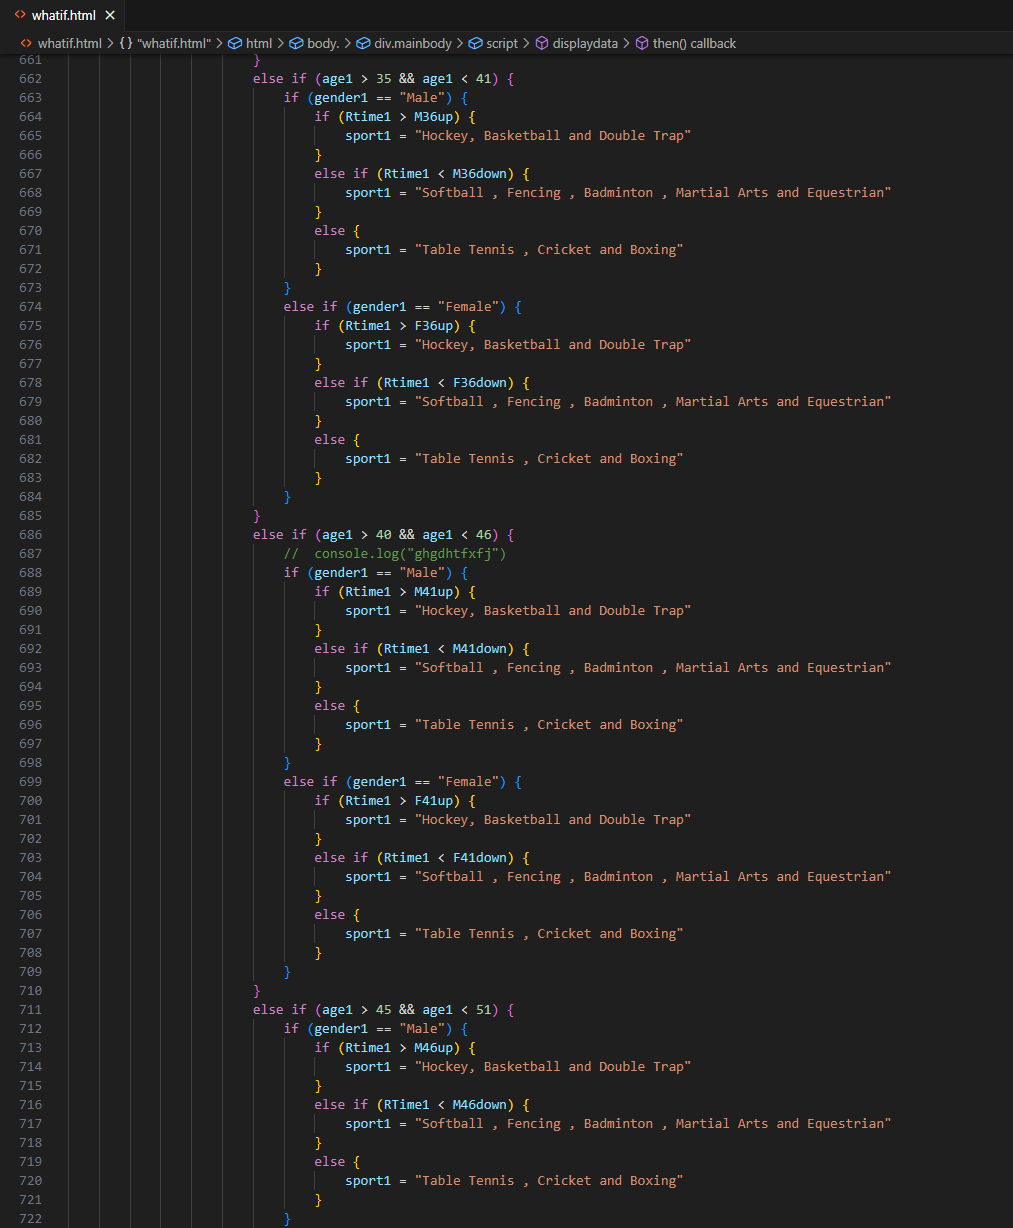 whatif.html
whatif.html > {} "whatif.html" > html > body. > div.mainbody > script > displaydata > then() callback
661 }
662 else if (age1 > 35 && age1 < 41) {
663 if (gender1 == "Male") {
664 if (Rtime1 > M36up) {
665 sport1 = "Hockey, Basketball and Double Trap"
666 }
667 else if (Rtime1 < M36down) {
668 sport1 = "Softball , Fencing , Badminton , Martial Arts and Equestrian"
669 }
670 else {
671 sport1 = "Table Tennis , Cricket and Boxing"
672 }
673 }
674 else if (gender1 == "Female") {
675 if (Rtime1 > F36up) {
676 sport1 = "Hockey, Basketball and Double Trap"
677 }
678 else if (Rtime1 < F36down) {
679 sport1 = "Softball , Fencing , Badminton , Martial Arts and Equestrian"
680 }
681 else {
682 sport1 = "Table Tennis , Cricket and Boxing"
683 }
684 }
685 }
686 else if (age1 > 40 && age1 < 46) {
687 //  console.log("ghgdhtfxfj")
688 if (gender1 == "Male") {
689 if (Rtime1 > M41up) {
690 sport1 = "Hockey, Basketball and Double Trap"
691 }
692 else if (Rtime1 < M41down) {
693 sport1 = "Softball , Fencing , Badminton , Martial Arts and Equestrian"
694 }
695 else {
696 sport1 = "Table Tennis , Cricket and Boxing"
697 }
698 }
699 else if (gender1 == "Female") {
700 if (Rtime1 > F41up) {
701 sport1 = "Hockey, Basketball and Double Trap"
702 }
703 else if (Rtime1 < F41down) {
704 sport1 = "Softball , Fencing , Badminton , Martial Arts and Equestrian"
705 }
706 else {
707 sport1 = "Table Tennis , Cricket and Boxing"
708 }
709 }
710 }
711 else if (age1 > 45 && age1 < 51) {
712 if (gender1 == "Male") {
713 if (Rtime1 > M46up) {
714 sport1 = "Hockey, Basketball and Double Trap"
715 }
716 else if (RTime1 < M46down) {
717 sport1 = "Softball , Fencing , Badminton , Martial Arts and Equestrian"
718 }
719 else {
720 sport1 = "Table Tennis , Cricket and Boxing"
721 }
722 }